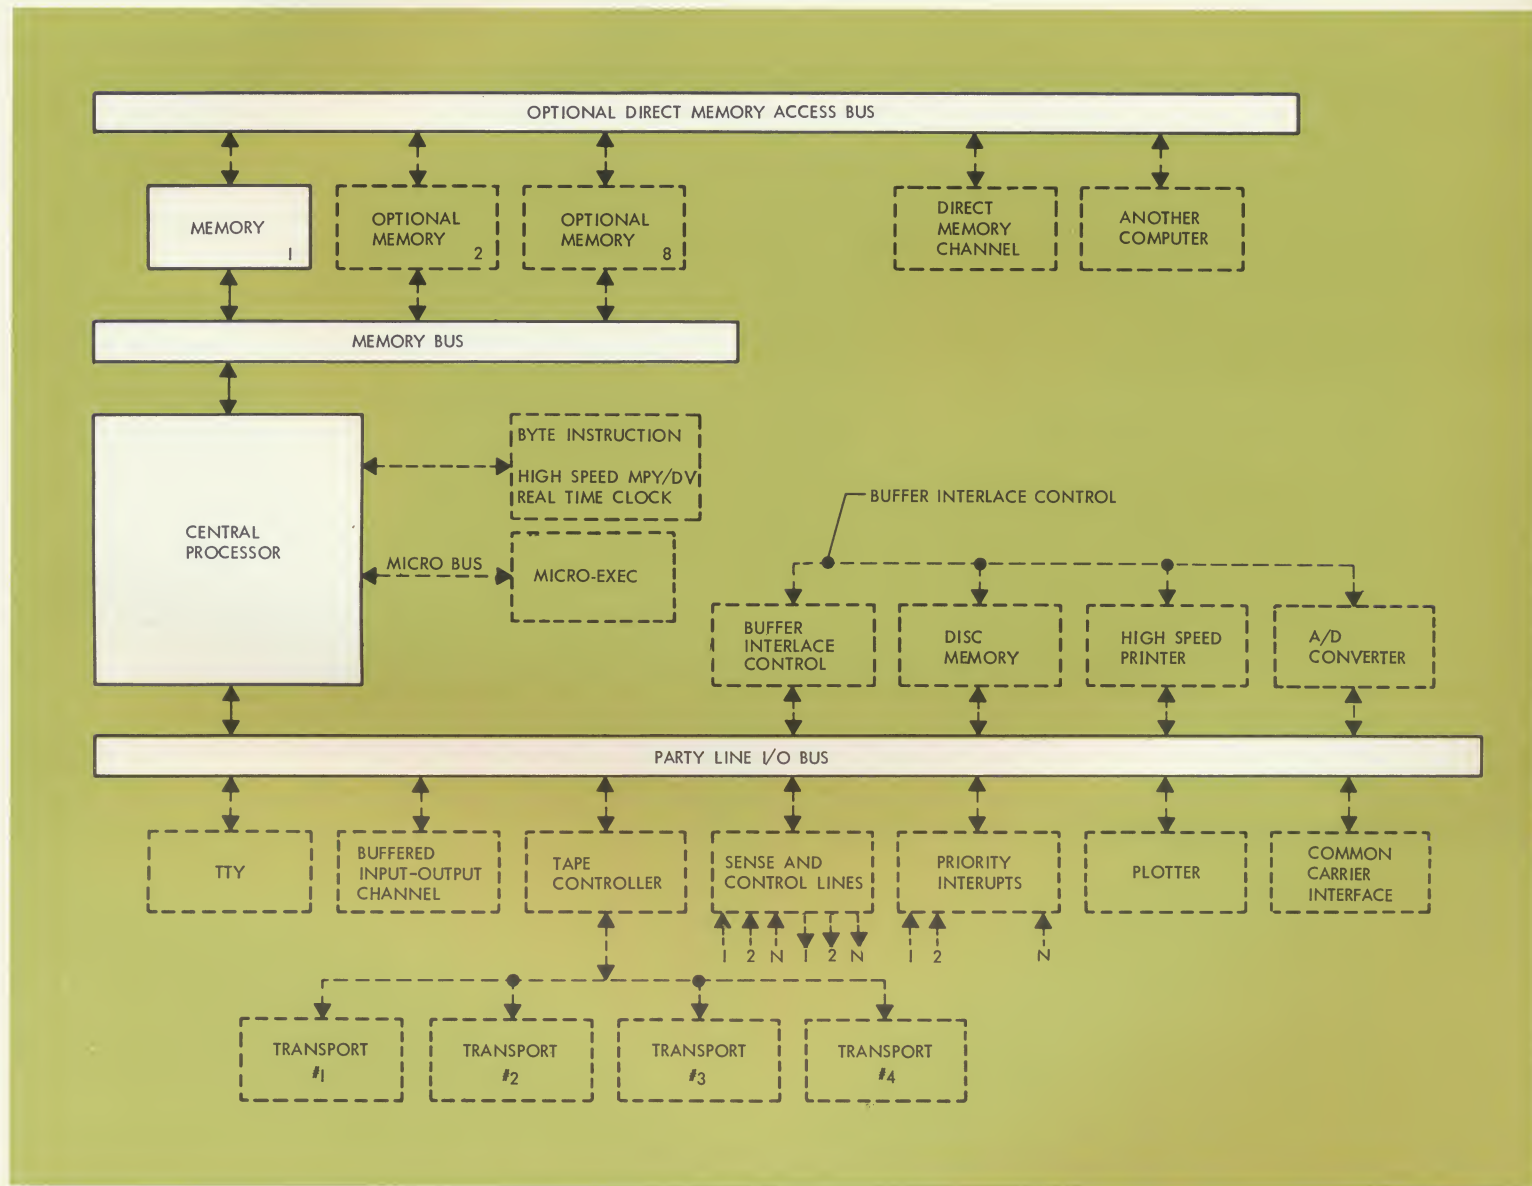 OPTIONAL DIRECT MEMORY ACCESS BUS
MEMORY
1
OPTIONAL
MEMORY
2
OPTIONAL
MEMORY
8
DIRECT
MEMORY
CHANNEL
ANOTHER
COMPUTER
MEMORY BUS
CENTRAL
PROCESSOR
BYTE INSTRUCTION
HIGH SPEED MPY/DV
REAL TIME CLOCK
MICRO BUS
MICRO-EXEC
BUFFER INTERLACE CONTROL
BUFFER
INTERLACE
CONTROL
DISC
MEMORY
HIGH SPEED
PRINTER
A/D
CONVERTER
PARTY LINE I/O BUS
TTY
BUFFERED
INPUT-OUTPUT
CHANNEL
TAPE
CONTROLLER
SENSE AND
CONTROL LINES
PRIORITY
INTERUPTS
PLOTTER
COMMON
CARRIER
INTERFACE
1 2 N 1 2 N
1 2 N
TRANSPORT
#1
TRANSPORT
#2
TRANSPORT
#3
TRANSPORT
#4